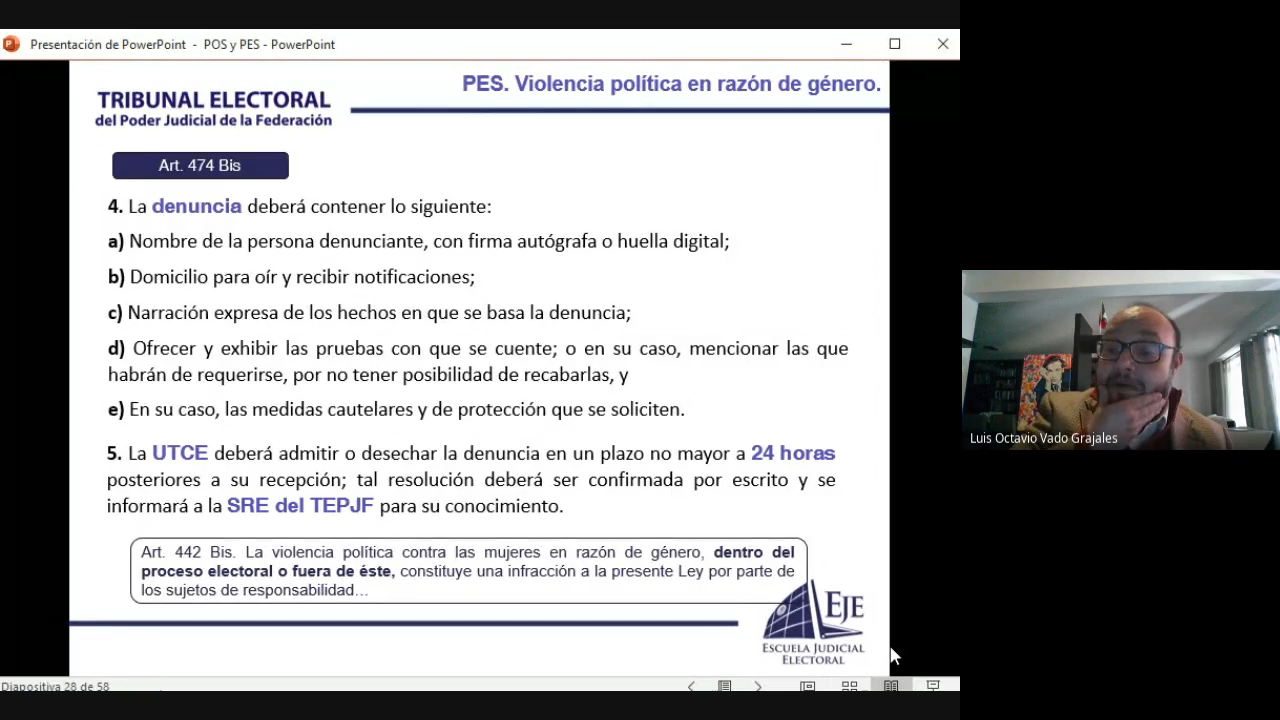 Presentación de PowerPoint - POS y PES - PowerPoint
PES. Violencia política en razón de género.
TRIBUNAL ELECTORAL
del Poder Judicial de la Federación
Art. 474 Bis
4. La denuncia deberá contener lo siguiente:
a) Nombre de la persona denunciante, con firma autógrafa o huella digital;
b) Domicilio para oír y recibir notificaciones;
c) Narración expresa de los hechos en que se basa la denuncia;
d) Ofrecer y exhibir las pruebas con que se cuente; o en su caso, mencionar las que
habrán de requerirse, por no tener posibilidad de recabarlas, y
e) En su caso, las medidas cautelares y de protección que se soliciten.
5. La UTCE deberá admitir o desechar la denuncia en un plazo no mayor a 24 horas
posteriores a su recepción; tal resolución deberá ser confirmada por escrito y se
informará a la SRE del TEPJF para su conocimiento.
Art. 442 Bis. La violencia política contra las mujeres en razón de género, dentro del
proceso electoral o fuera de éste, constituye una infracción a la presente Ley por parte de
los sujetos de responsabilidad...
EJE
ESCUELA JUDICIAL
ELECTORAL
Diapositiva 28 de 58
Luis Octavio Vado Grajales